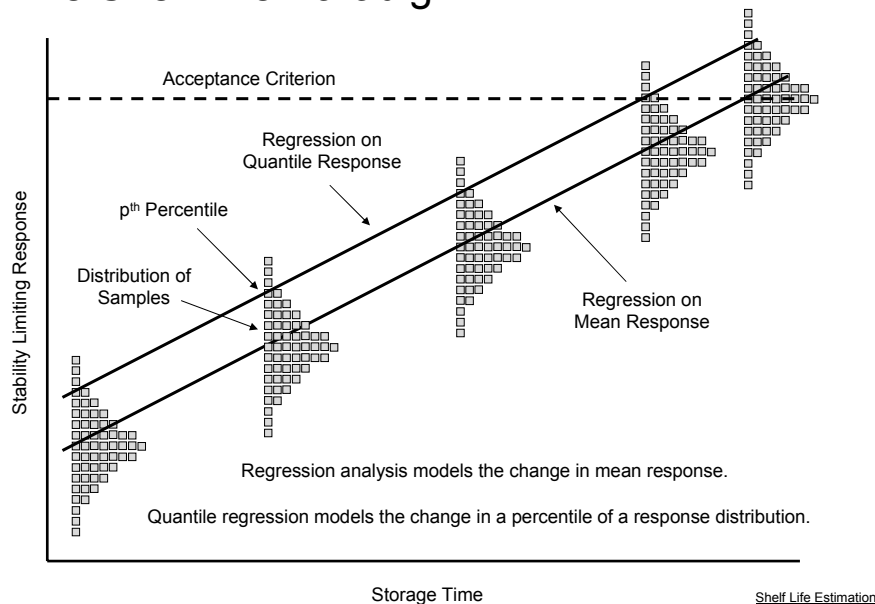 Acceptance Criterion
Regression on
Quantile Response
pth Percentile
Distribution of
Samples
Regression on
Mean Response
Stability Limiting Response
Regression analysis models the change in mean response.
Quantile regression models the change in a percentile of a response distribution.
Storage Time
Shelf Life Estimation